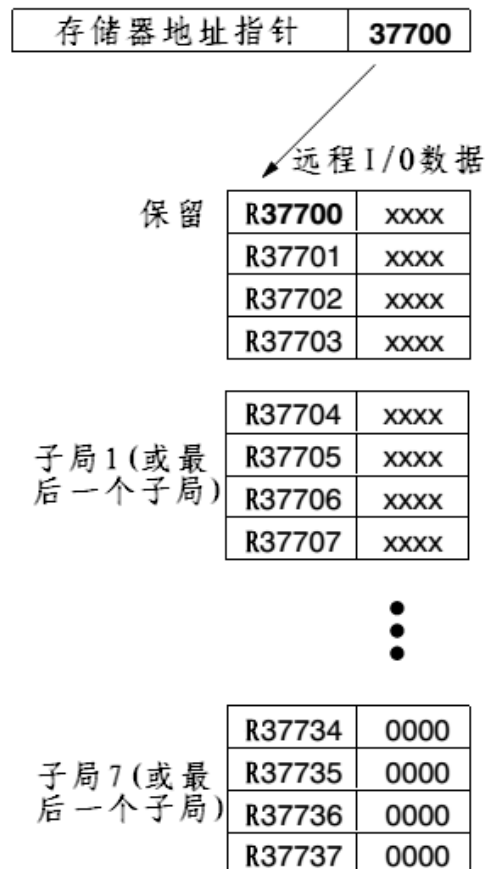 存储器地址指针 37700
远程I/0数据
保留 R37700 xxxx
R37701 xxxx
R37702 xxxx
R37703 xxxx
R37704 xxxx
子局1(或最 R37705 xxxx
后一个子局) R37706 xxxx
R37707 xxxx
R37734 0000
子局7(或最 R37735 0000
后一个子局) R37736 0000
R37737 0000